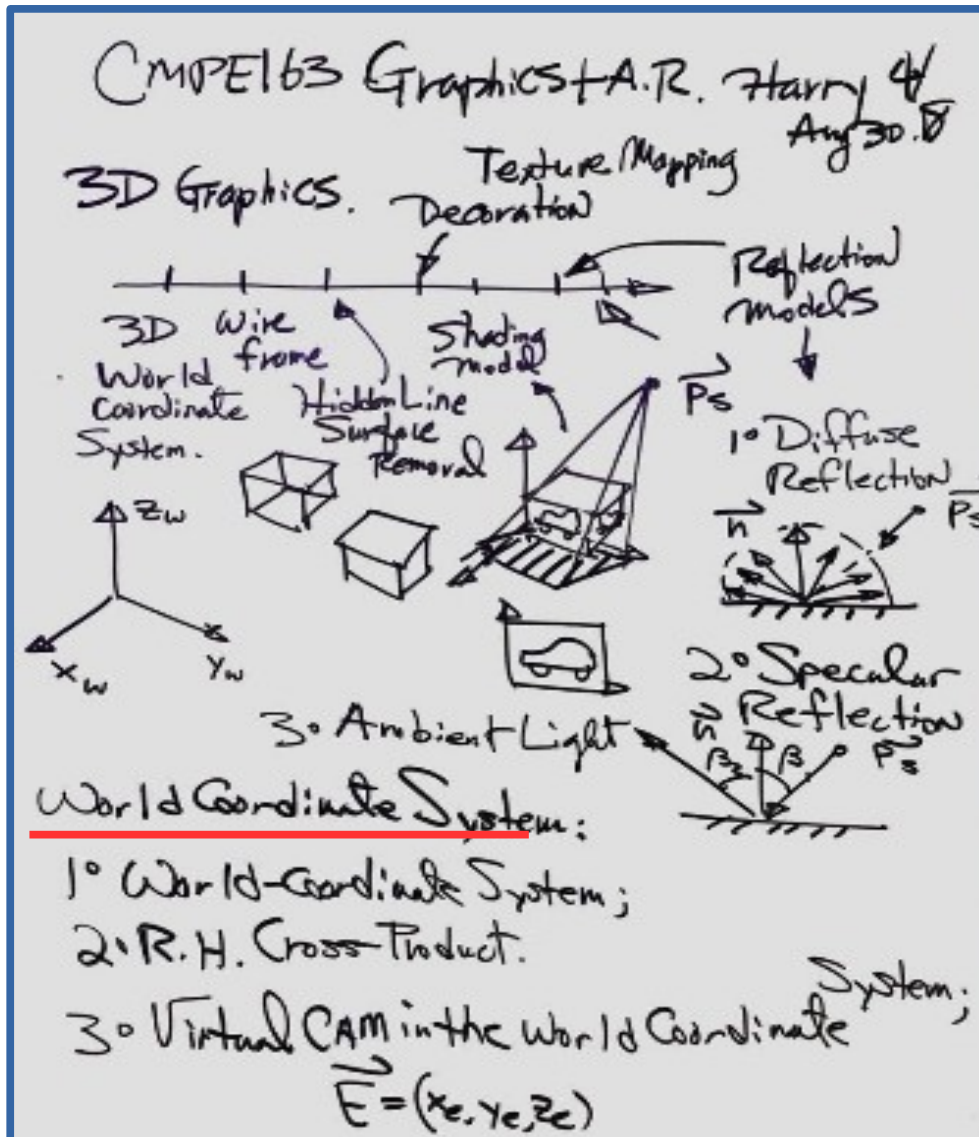 CMPE163 Graphics + A.R. Harry 4/
Aug 30.
3D Graphics.
Texture Mapping
Decoration
Reflection
models
3D
World
Coordinate
System.
Wire
frame
Hidden Line
Surface
Removal
Shading
model
Ps
1° Diffuse
Reflection
n
Ps
Zw
Xw
Yw
2° Specular
Reflection
n
Ps
β
3° Ambient Light
World Coordinate System:
1° World-Coordinate System;
2° R.H. Cross-Product.
3° Virtual CAM in the World Coordinate
System;
E = (xe, ye, ze)